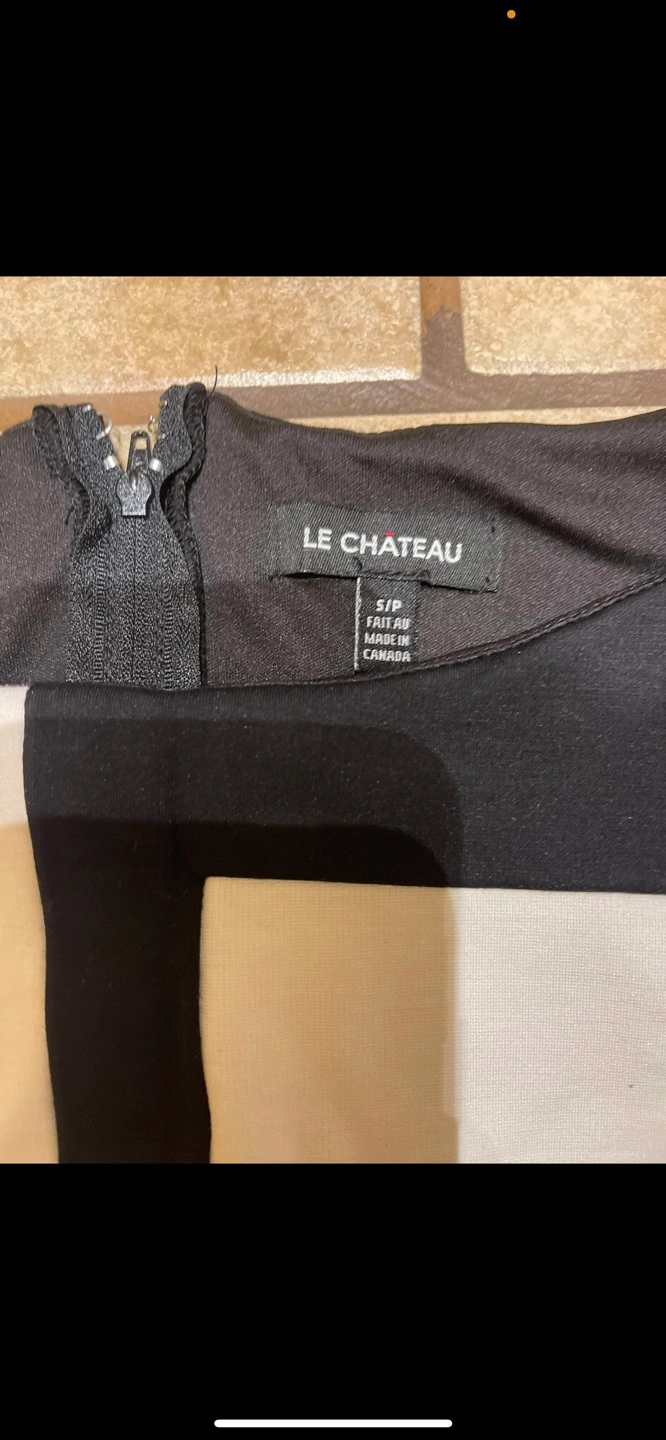 LE CHÂTEAU
S/P
FAIT AU
MADE IN
CANADA